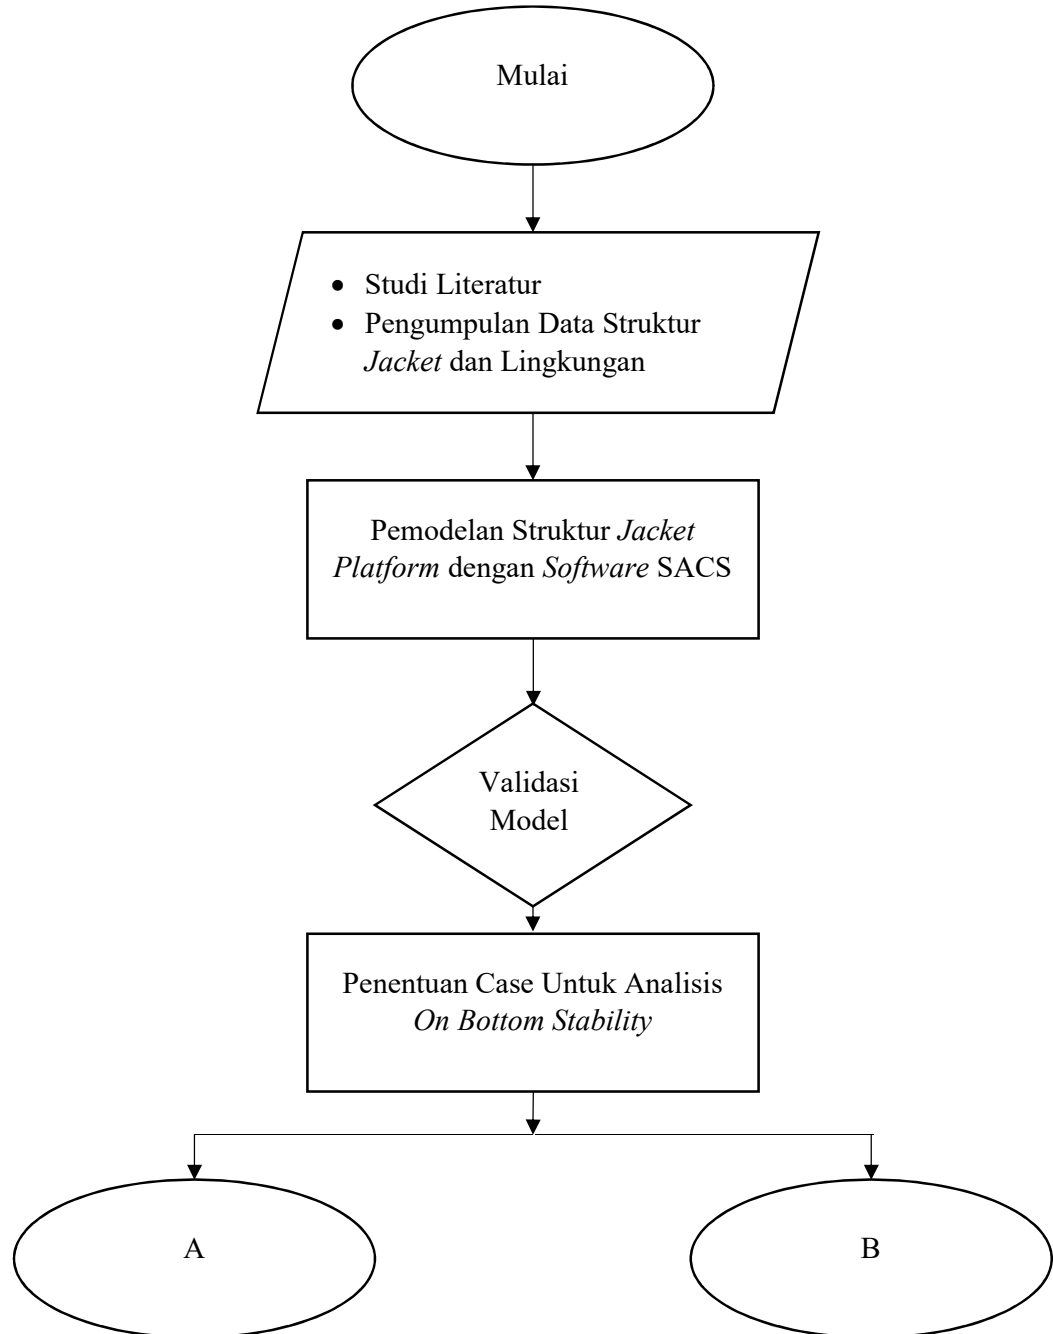 Mulai
• Studi Literatur
• Pengumpulan Data Struktur
Jacket dan Lingkungan
Pemodelan Struktur Jacket
Platform dengan Software SACS
Validasi
Model
Penentuan Case Untuk Analisis
On Bottom Stability
A
B